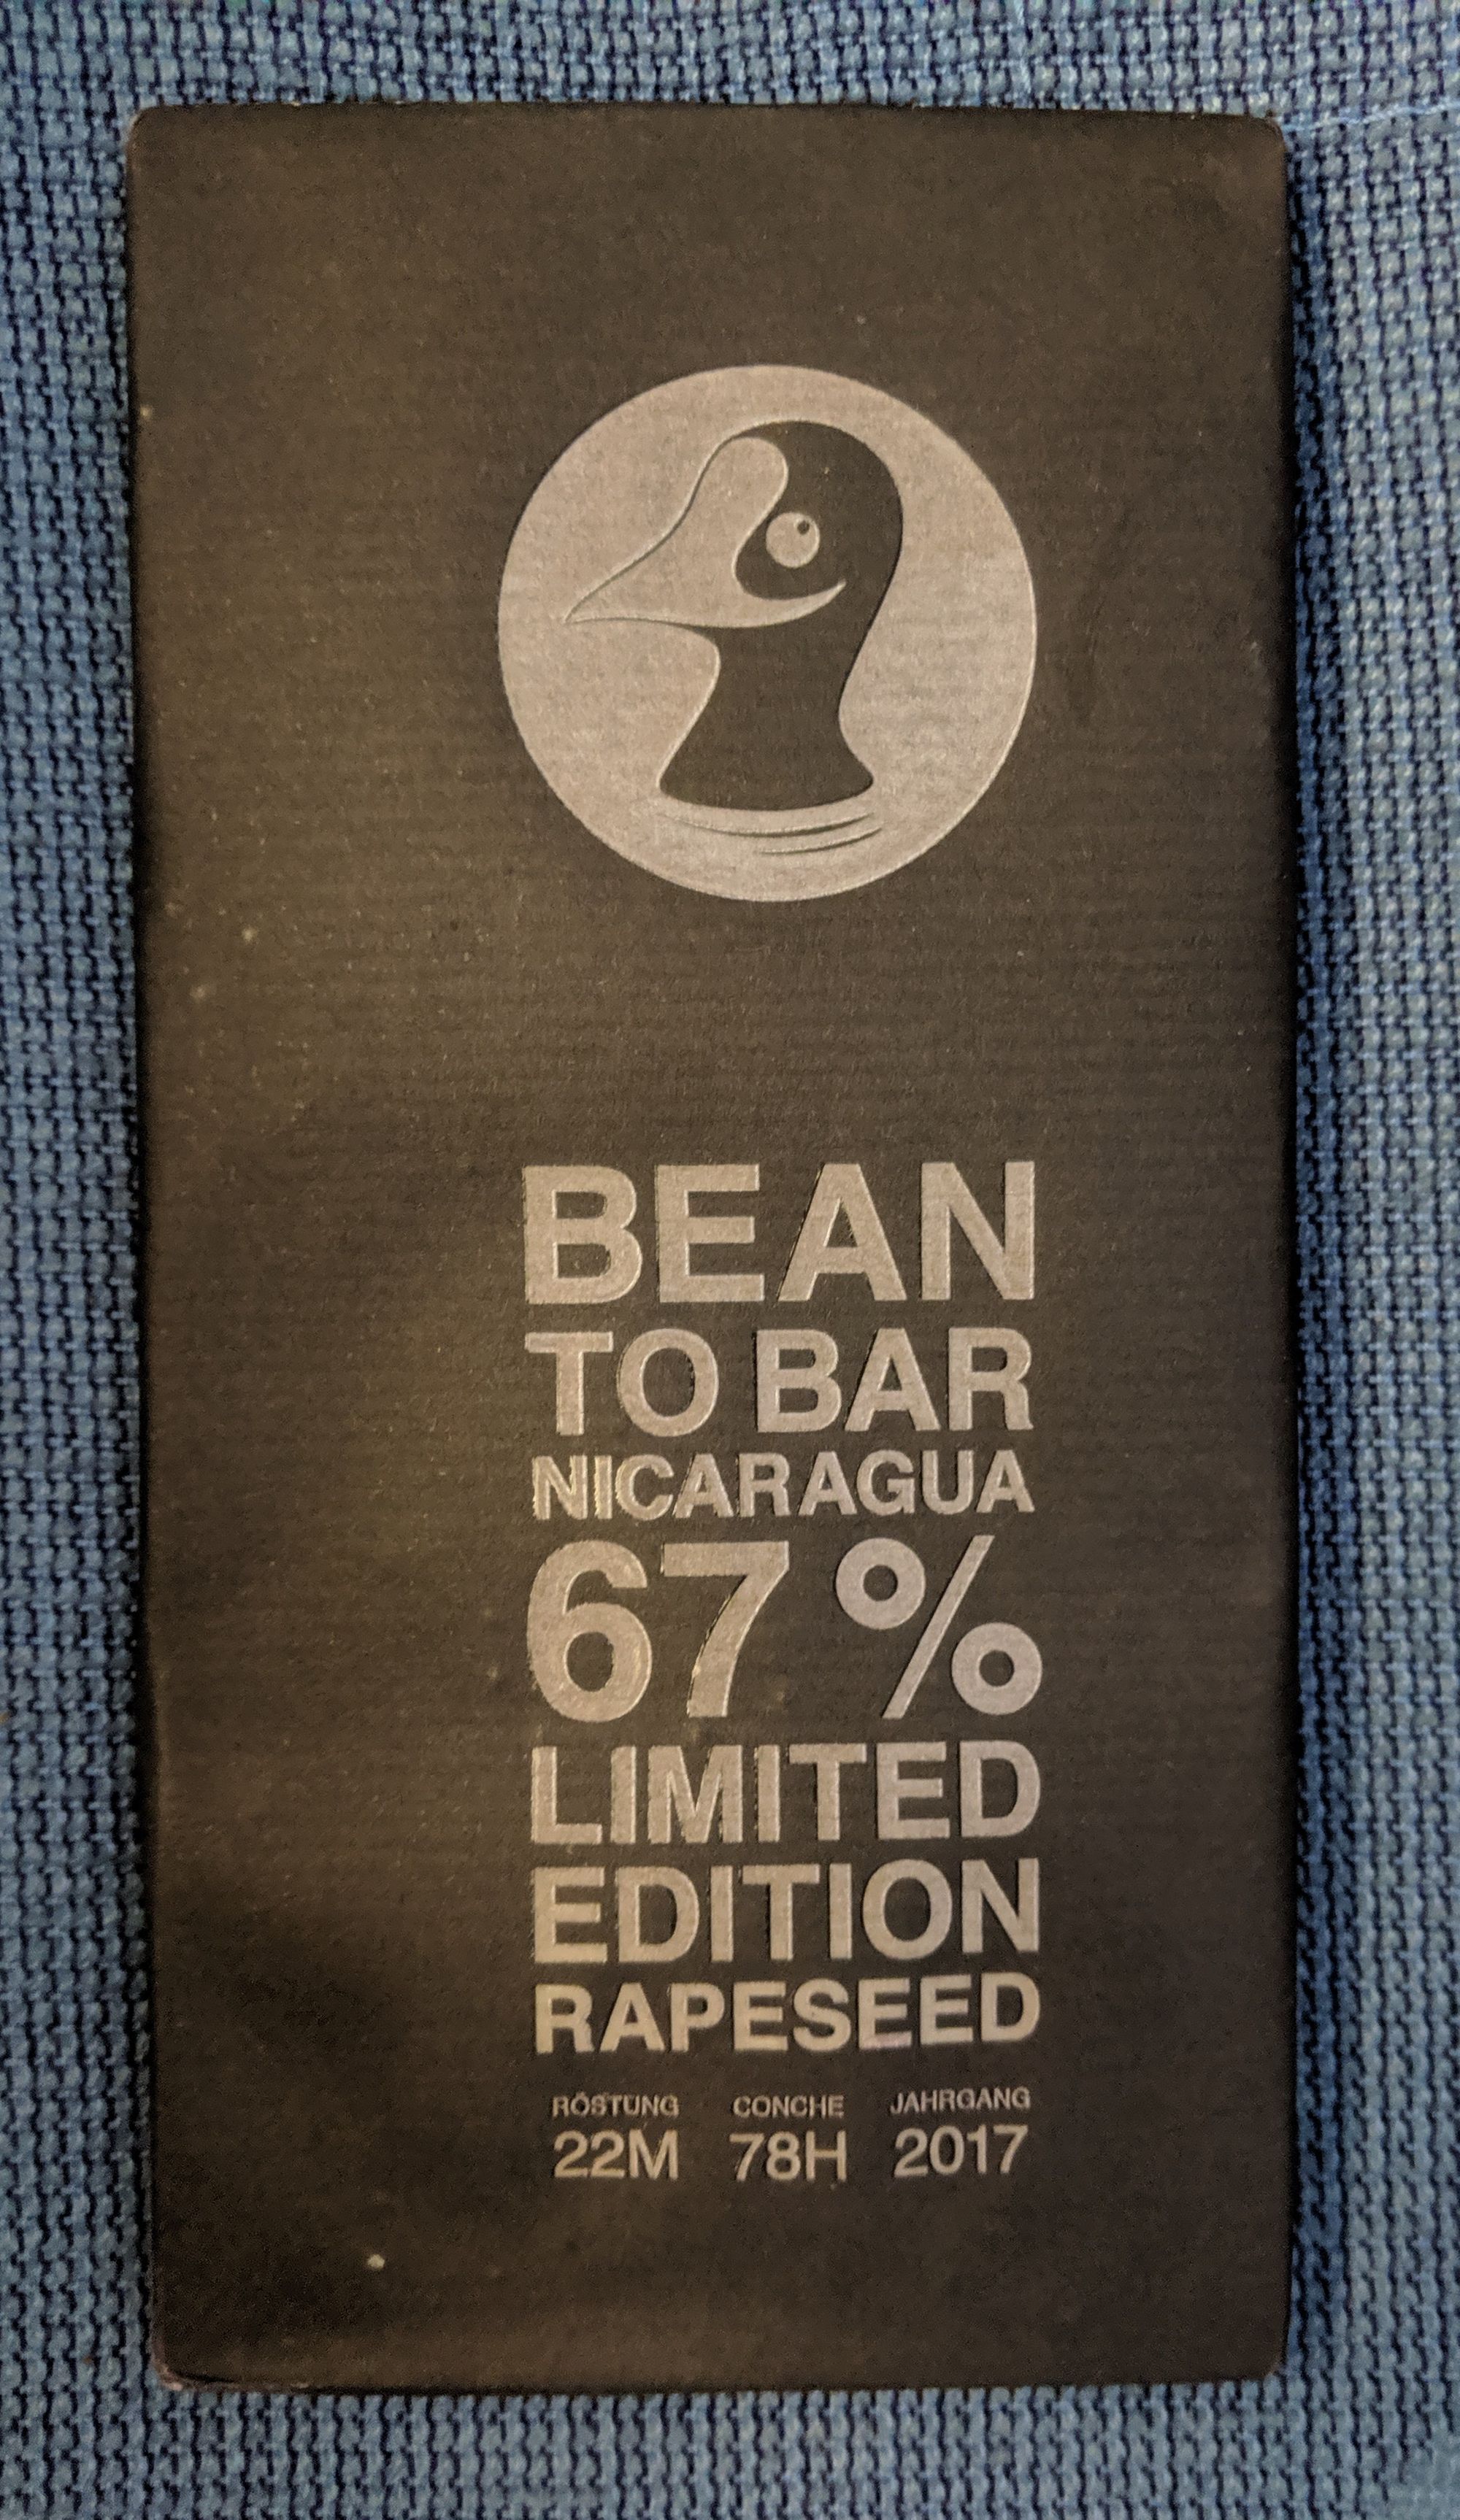 BEAN
TO BAR
NICARAGUA
67 %
LIMITED
EDITION
RAPESEED
RÖSTUNG CONCHE JAHRGANG
22M 78H 2017